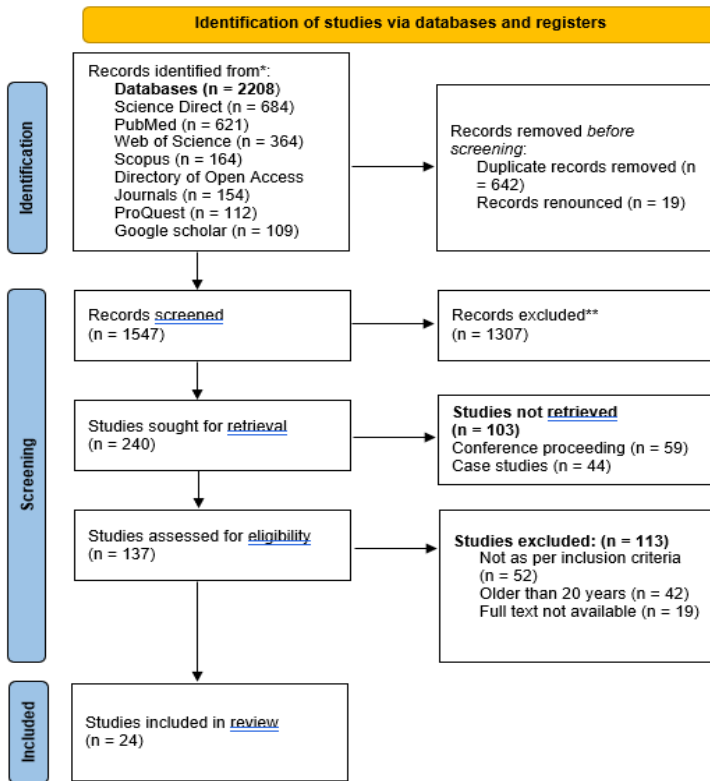 Identification of studies via databases and registers
Identification
Records identified from*:
Databases (n = 2208)
Science Direct (n = 684)
PubMed (n = 621)
Web of Science (n = 364)
Scopus (n = 164)
Directory of Open Access
Journals (n = 154)
ProQuest (n = 112)
Google scholar (n = 109)
Records removed before
screening:
Duplicate records removed (n
= 642)
Records renounced (n = 19)
Screening
Records screened
(n = 1547)
Records excluded**
(n = 1307)
Studies sought for retrieval
(n = 240)
Studies not retrieved
(n = 103)
Conference proceeding (n = 59)
Case studies (n = 44)
Studies assessed for eligibility
(n = 137)
Studies excluded: (n = 113)
Not as per inclusion criteria
(n = 52)
Older than 20 years (n = 42)
Full text not available (n = 19)
Included
Studies included in review
(n = 24)